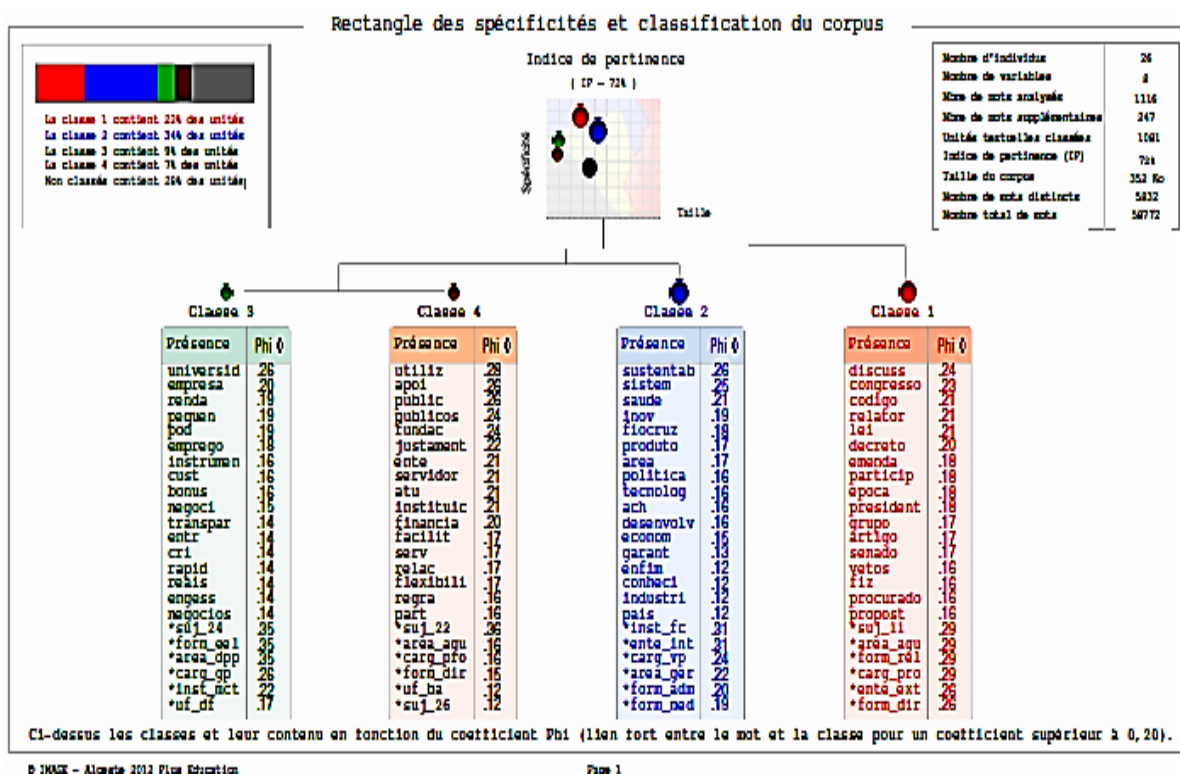 Rectangle des spécificités et classification du corpus
La classe 1 contient 22% des unités
La classe 2 contient 34% des unités
La classe 3 contient 9% des unités
La classe 4 contient 7% des unités
Non classés contient des unités
Indice de pertinence
( IP - 72% )
Spécificité
Taille
Nombre d'individus 26
Nombre de variables
Nbre de mots analysés 1116
Nbre de mots supplémentaires 247
Unités textuelles classées 1081
Indice de pertinence (IP) 72%
Taille du corpus 352 Ko
Nombre de mots distincts 5832
Nombre total de mots 58772
Classe 3
Présence Phi ϕ
universid .26
empresa .20
renda .19
pequen .19
pod .19
emprego .18
instrumen .16
cust .16
bonus .16
negoci .15
transpar .14
entr .14
cri .14
rapid .14
reais .14
engess .14
negocios .14
*suj_24 .35
*form_eel .35
*area_dpp .35
*carg_gp .26
*inst_mct .22
*uf_df .17
Classe 4
Présence Phi ϕ
utiliz .28
apoi .26
public .26
publicos .24
fundac .24
justament .22
ente .21
servidor .21
atu .21
instituic .21
financia .20
facilit .17
serv .17
relac .17
flexibili .17
regra .16
part .16
*suj_22 .36
*area_aqu .16
*carg_pro .16
*form_dir .15
*uf_ba .12
*suj_26 .12
Classe 2
Présence Phi ϕ
sustentab .26
sistem .25
saude .21
inov .19
fiocruz .18
produto .17
area .17
politica .16
tecnolog .16
ach .16
desenvolv .16
econom .15
garant .13
enfim .12
conheci .12
industri .12
pais .12
*inst_fc .31
*ente_int .31
*carg_vp .24
*area_ger .22
*form_adm .20
*form_med .19
Classe 1
Présence Phi ϕ
discuss .24
congresso .23
codigo .21
relator .21
lei .21
decreto .20
emenda .18
particip .18
epoca .18
president .18
grupo .17
artigo .17
senado .17
vetos .16
fiz .16
procurado .16
propost .16
*suj_11 .29
*area_aqu .29
*form_rel .29
*carg_pro .29
*ente_ext .26
*form_dir .26
Ci-dessus les classes et leur contenu en fonction du coefficient Phi (lien fort entre le mot et la classe pour un coefficient supérieur à 0,20).
IMAGE - Alceste 2012 Plus Education
Page 1